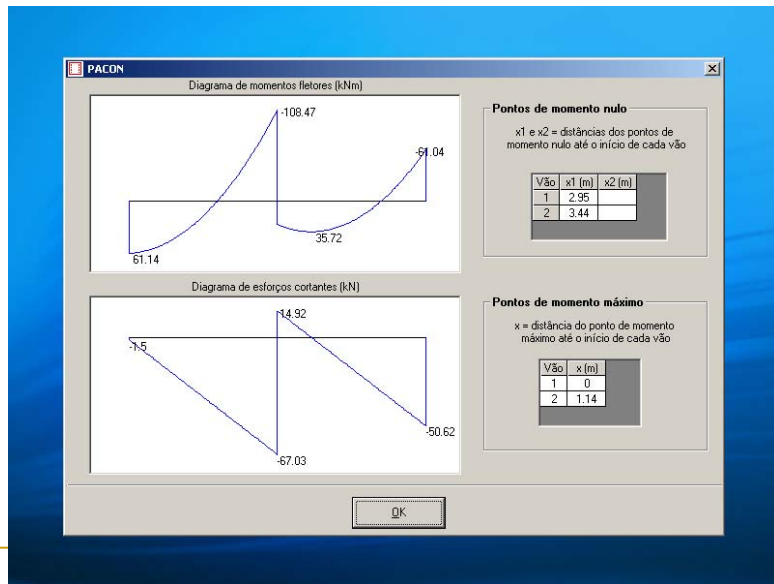 PACON
Diagrama de momentos fletores (kNm)
-108.47
-61.04
35.72
61.14
Diagrama de esforços cortantes (kN)
14.92
-1.5
-50.62
-67.03
Pontos de momento nulo
x1 e x2 = distâncias dos pontos de
momento nulo até o início de cada vão
Vão x1 (m) x2 (m)
1 2.95
2 3.44
Pontos de momento máximo
x = distância do ponto de momento
máximo até o início de cada vão
Vão x (m)
1 0
2 1.14
OK